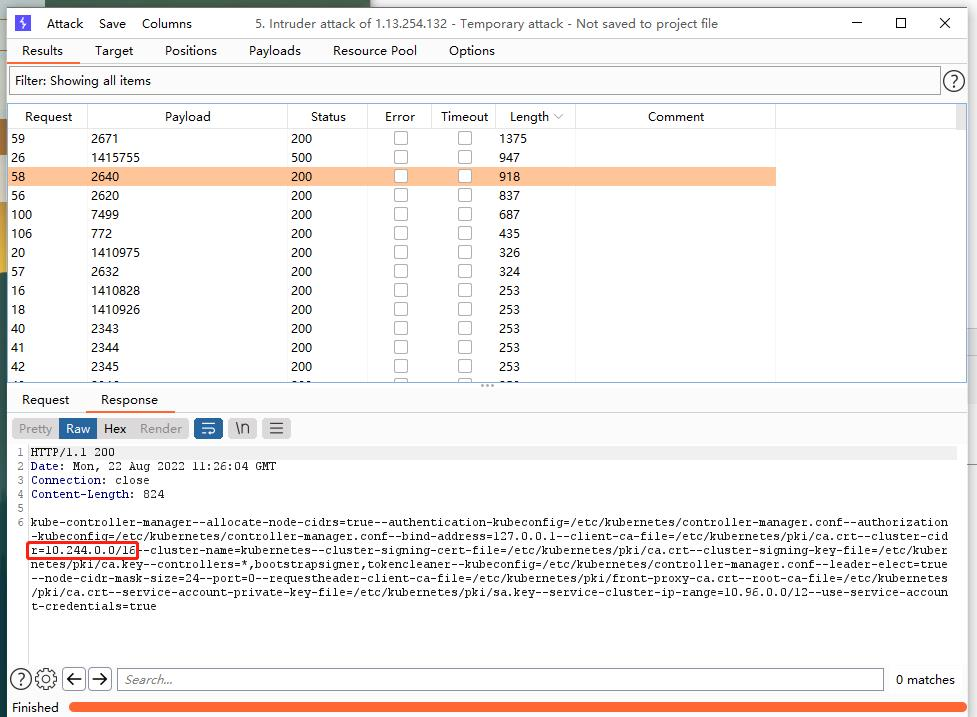 Attack Save Columns 5. Intruder attack of 1.13.254.132 - Temporary attack - Not saved to project file
Results Target Positions Payloads Resource Pool Options
Filter: Showing all items ?
Request Payload Status Error Timeout Length Comment
59 2671 200 1375
26 1415755 500 947
58 2640 200 918
56 2620 200 837
100 7499 200 687
106 772 200 435
20 1410975 200 326
57 2632 200 324
16 1410828 200 253
18 1410926 200 253
40 2343 200 253
41 2344 200 253
42 2345 200 253
Request Response
Pretty Raw Hex Render \n
1 HTTP/1.1 200
2 Date: Mon, 22 Aug 2022 11:26:04 GMT
3 Connection: close
4 Content-Length: 824
5
6 kube-controller-manager--allocate-node-cidrs=true--authentication-kubeconfig=/etc/kubernetes/controller-manager.conf--authorization
-kubeconfig=/etc/kubernetes/controller-manager.conf--bind-address=127.0.0.1--client-ca-file=/etc/kubernetes/pki/ca.crt--cluster-cid
r=10.244.0.0/16--cluster-name=kubernetes--cluster-signing-cert-file=/etc/kubernetes/pki/ca.crt--cluster-signing-key-file=/etc/kuber
netes/pki/ca.key--controllers=*,bootstrapsigner,tokencleaner--kubeconfig=/etc/kubernetes/controller-manager.conf--leader-elect=true
--node-cidr-mask-size=24--port=0--requestheader-client-ca-file=/etc/kubernetes/pki/front-proxy-ca.crt--root-ca-file=/etc/kubernetes
/pki/ca.crt--service-account-private-key-file=/etc/kubernetes/pki/sa.key--service-cluster-ip-range=10.96.0.0/12--use-service-accoun
t-credentials=true
? Search... 0 matches
Finished